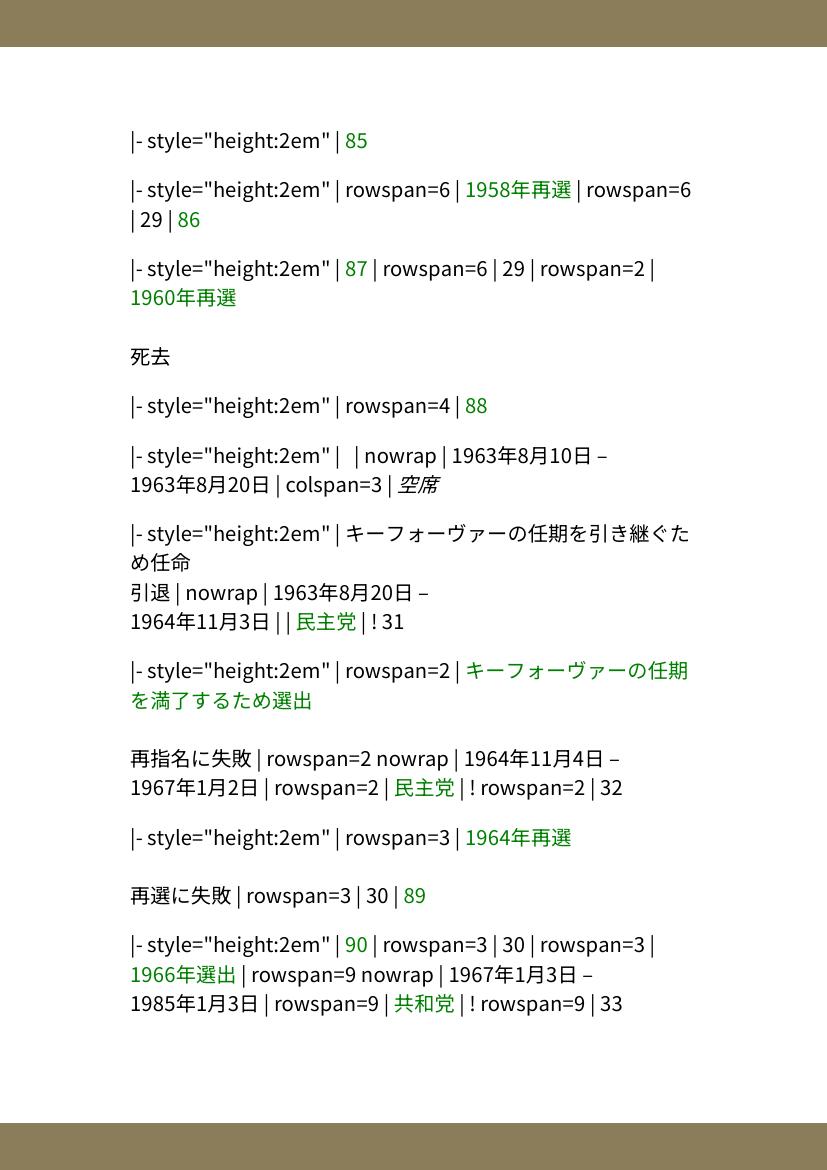 |- style="height:2em" | 85
|- style="height:2em" | rowspan=6 | 1958年再選 | rowspan=6
| 29 | 86
|- style="height:2em" | 87 | rowspan=6 | 29 | rowspan=2 |
1960年再選
死去
|- style="height:2em" | rowspan=4 | 88
|- style="height:2em" |   | nowrap | 1963年8月10日 –
1963年8月20日 | colspan=3 | 空席
|- style="height:2em" | キーフォーヴァーの任期を引き継ぐた
め任命
引退 | nowrap | 1963年8月20日 –
1964年11月3日 | | 民主党 | ! 31
|- style="height:2em" | rowspan=2 | キーフォーヴァーの任期
を満了するため選出
再指名に失敗 | rowspan=2 nowrap | 1964年11月4日 –
1967年1月2日 | rowspan=2 | 民主党 | ! rowspan=2 | 32
|- style="height:2em" | rowspan=3 | 1964年再選
再選に失敗 | rowspan=3 | 30 | 89
|- style="height:2em" | 90 | rowspan=3 | 30 | rowspan=3 |
1966年選出 | rowspan=9 nowrap | 1967年1月3日 –
1985年1月3日 | rowspan=9 | 共和党 | ! rowspan=9 | 33